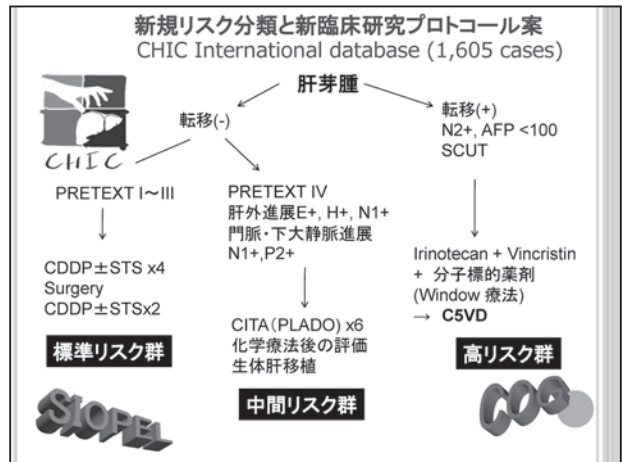 新規リスク分類と新臨床研究プロトコール案
CHIC International database (1,605 cases)
肝芽腫
CHIC
転移(-)
PRETEXT I～III
CDDP±STS x4
Surgery
CDDP±STSx2
標準リスク群
SIOPEL
PRETEXT IV
肝外進展E+, H+, N1+
門脈・下大静脈進展
N1+,P2+
CITA(PLADO) x6
化学療法後の評価
生体肝移植
中間リスク群
転移(+)
N2+, AFP <100
SCUT
Irinotecan + Vincristin
+ 分子標的薬剤
(Window 療法)
→ C5VD
高リスク群
COG